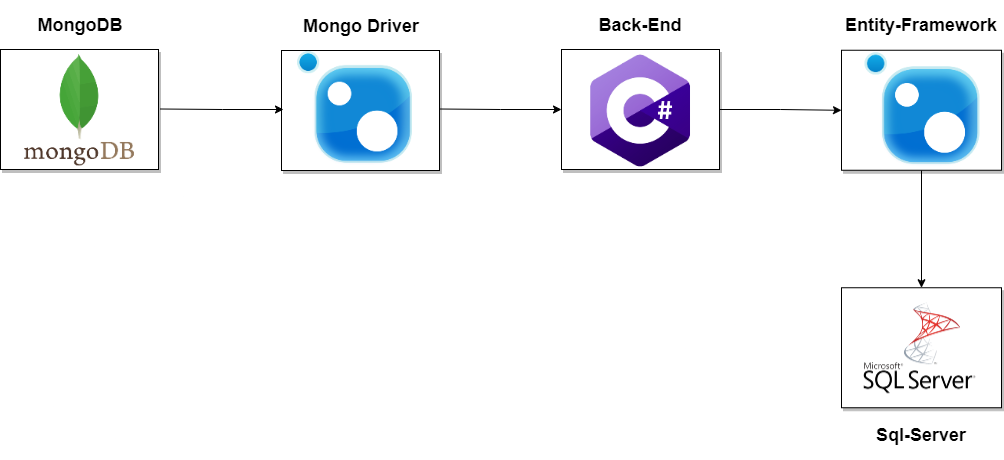 MongoDB
Mongo Driver
Back-End
Entity-Framework
mongoDB
#
Microsoft®
SQL Server
Sql-Server